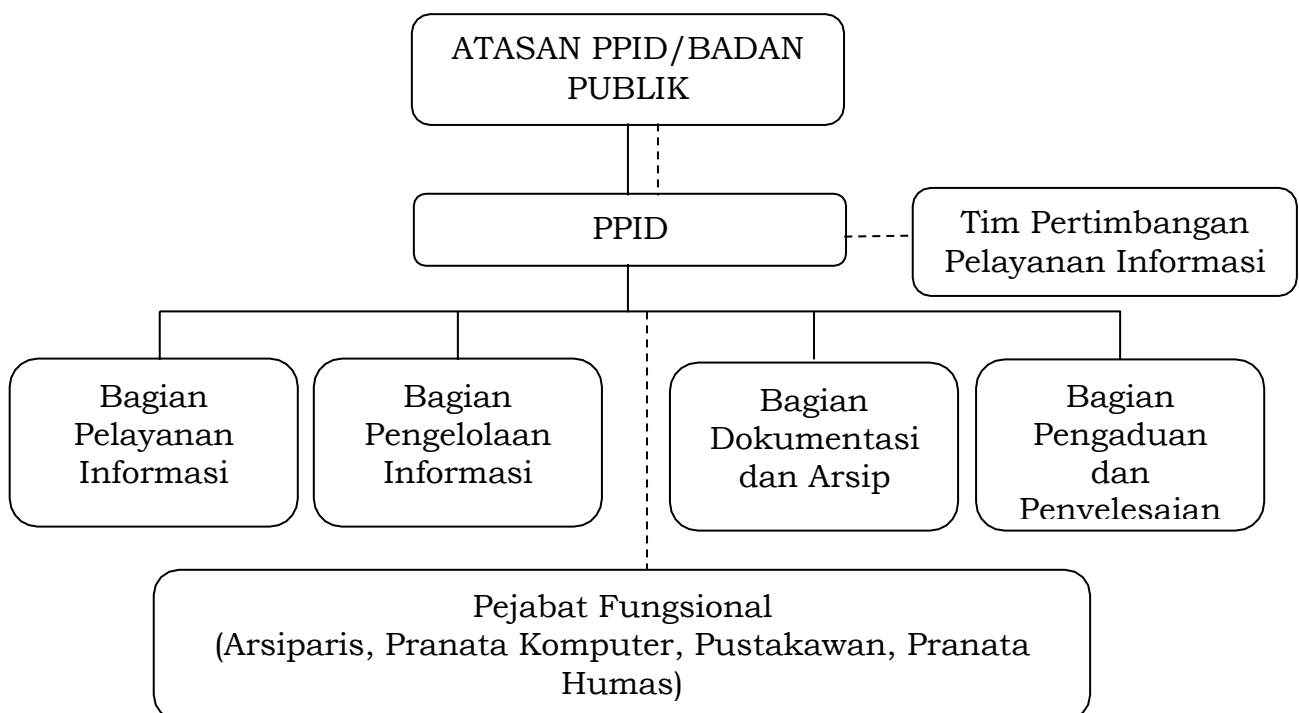 ATASAN PPID/BADAN
PUBLIK
PPID
Tim Pertimbangan
Pelayanan Informasi
Bagian
Pelayanan
Informasi
Bagian
Pengelolaan
Informasi
Bagian
Dokumentasi
dan Arsip
Bagian
Pengaduan
dan
Penyelesaian
Pejabat Fungsional
(Arsiparis, Pranata Komputer, Pustakawan, Pranata
Humas)